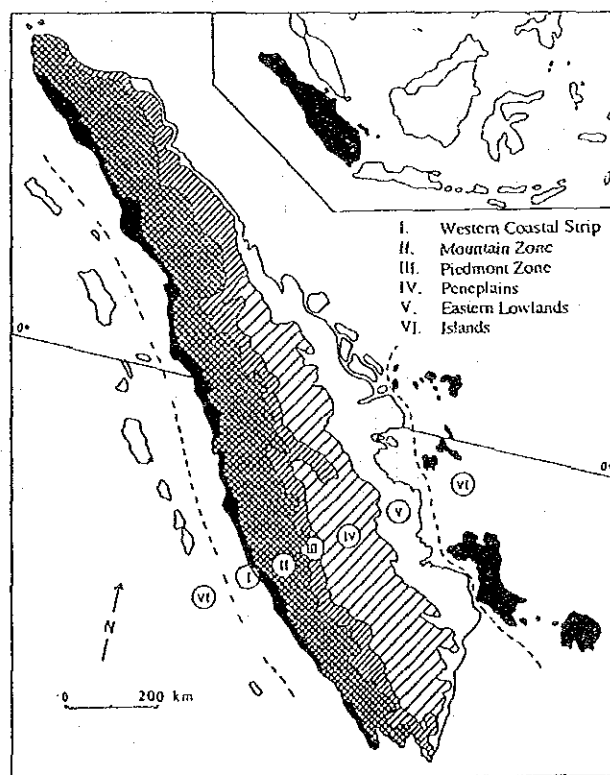 I. Western Coastal Strip
II. Mountain Zone
III. Piedmont Zone
IV. Peneplains
V. Eastern Lowlands
VI. Islands
0°
0°
VI
V
IV
III
II
I
VI
N
0 200 km